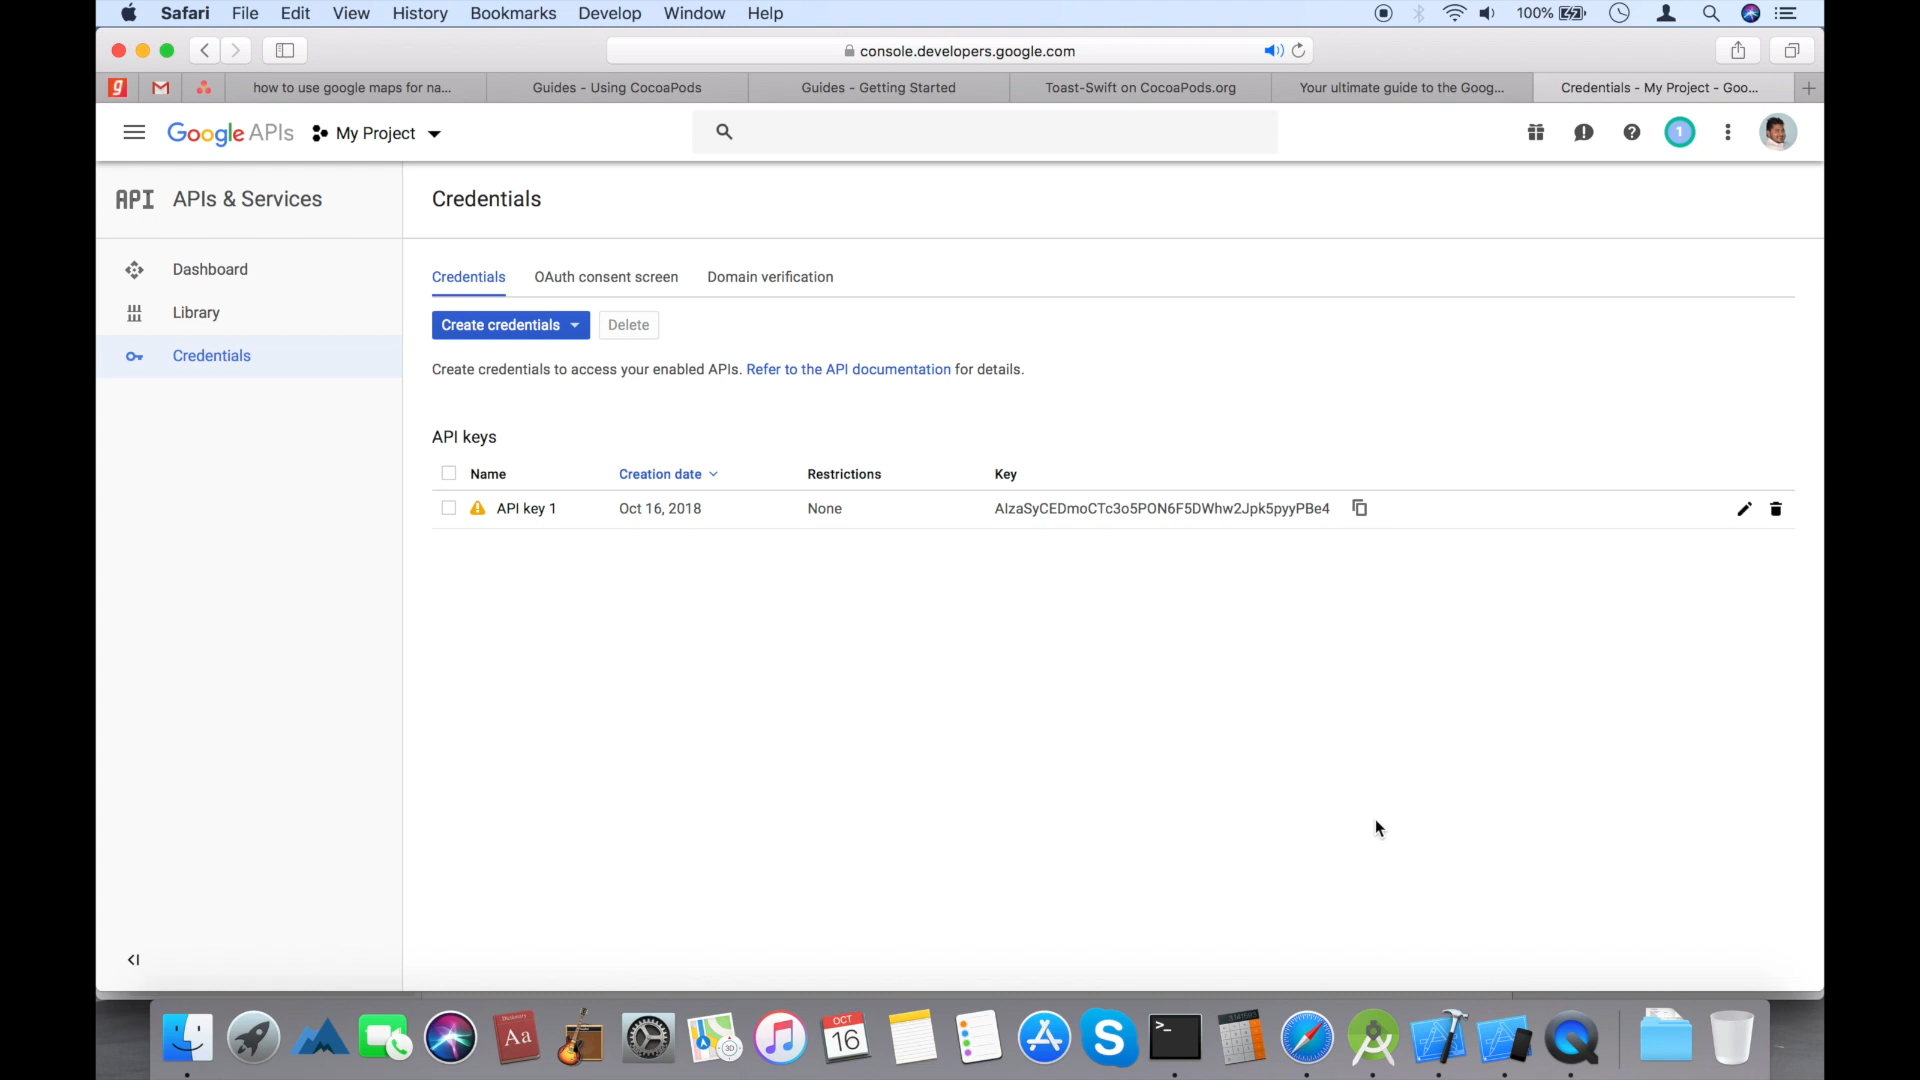 Safari File Edit View History Bookmarks Develop Window Help 100%
console.developers.google.com
how to use google maps for na... Guides - Using CocoaPods Guides - Getting Started Toast-Swift on CocoaPods.org Your ultimate guide to the Goog... Credentials - My Project - Goo...
Google APIs My Project 1
API APIs & Services
Credentials
Dashboard
Library
Credentials
Credentials OAuth consent screen Domain verification
Create credentials Delete
Create credentials to access your enabled APIs. Refer to the API documentation for details.
API keys
Name Creation date Restrictions Key
API key 1 Oct 16, 2018 None AIzaSyCEDmoCTc3o5PON6F5DWhw2Jpk5pyyPBe4
Dictionary
Aa
3D
OCT
16
S
>_